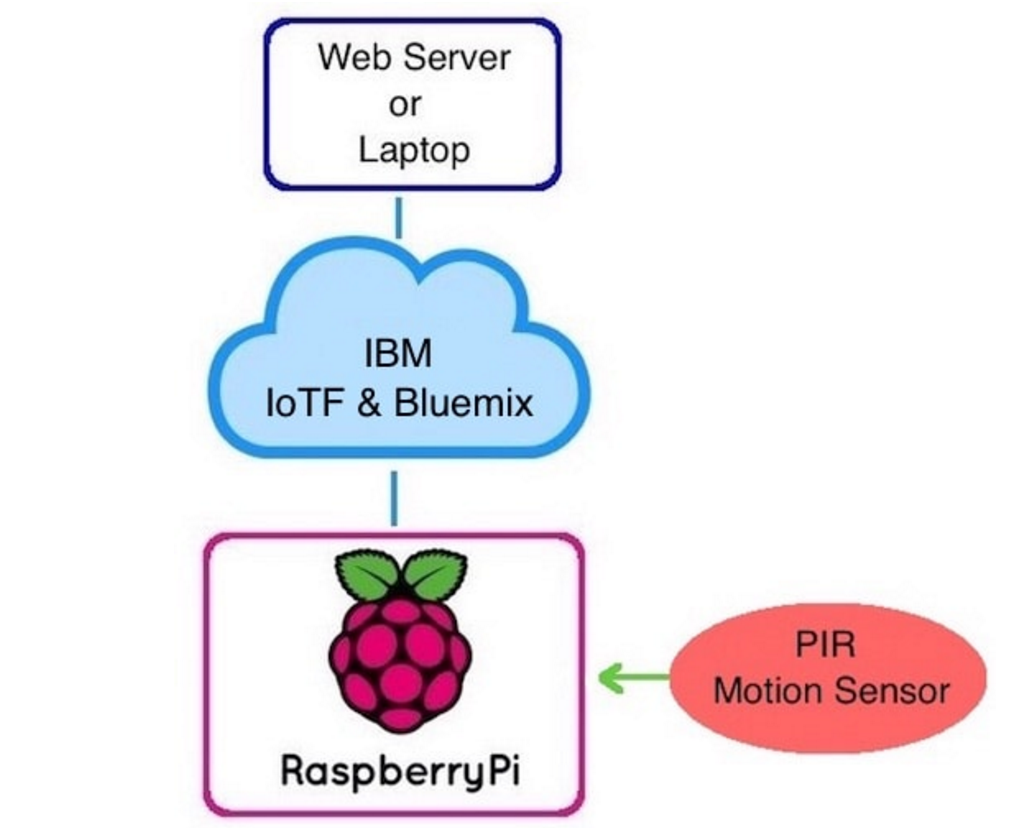 Web Server
or
Laptop
IBM
IoTF & Bluemix
RaspberryPi
PIR
Motion Sensor